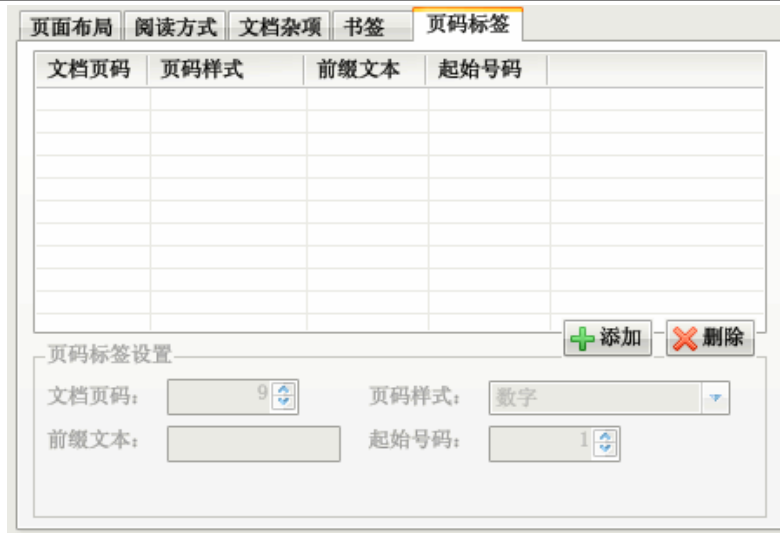 页面布局 阅读方式 文档杂项 书签 页码标签
文档页码 页码样式 前缀文本 起始号码
添加 删除
页码标签设置
文档页码： 9 页码样式： 数字
前缀文本： 起始号码： 1